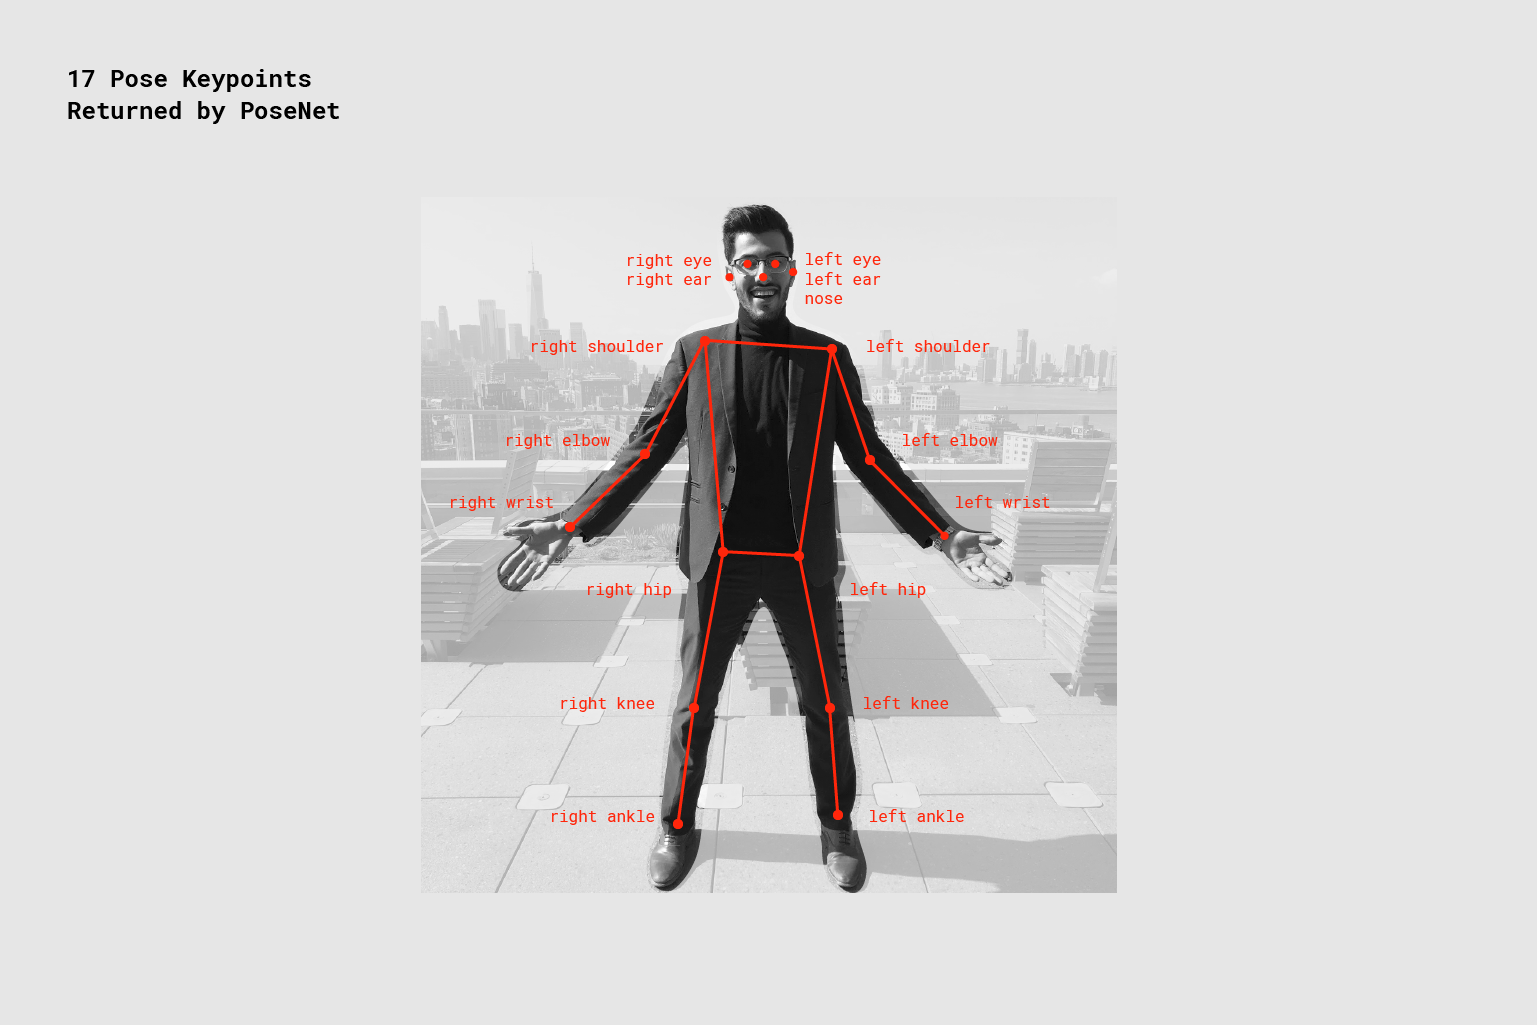 17 Pose Keypoints
Returned by PoseNet
right eye
left eye
right ear
left ear
nose
right shoulder
left shoulder
right elbow
left elbow
right wrist
left wrist
right hip
left hip
right knee
left knee
right ankle
left ankle